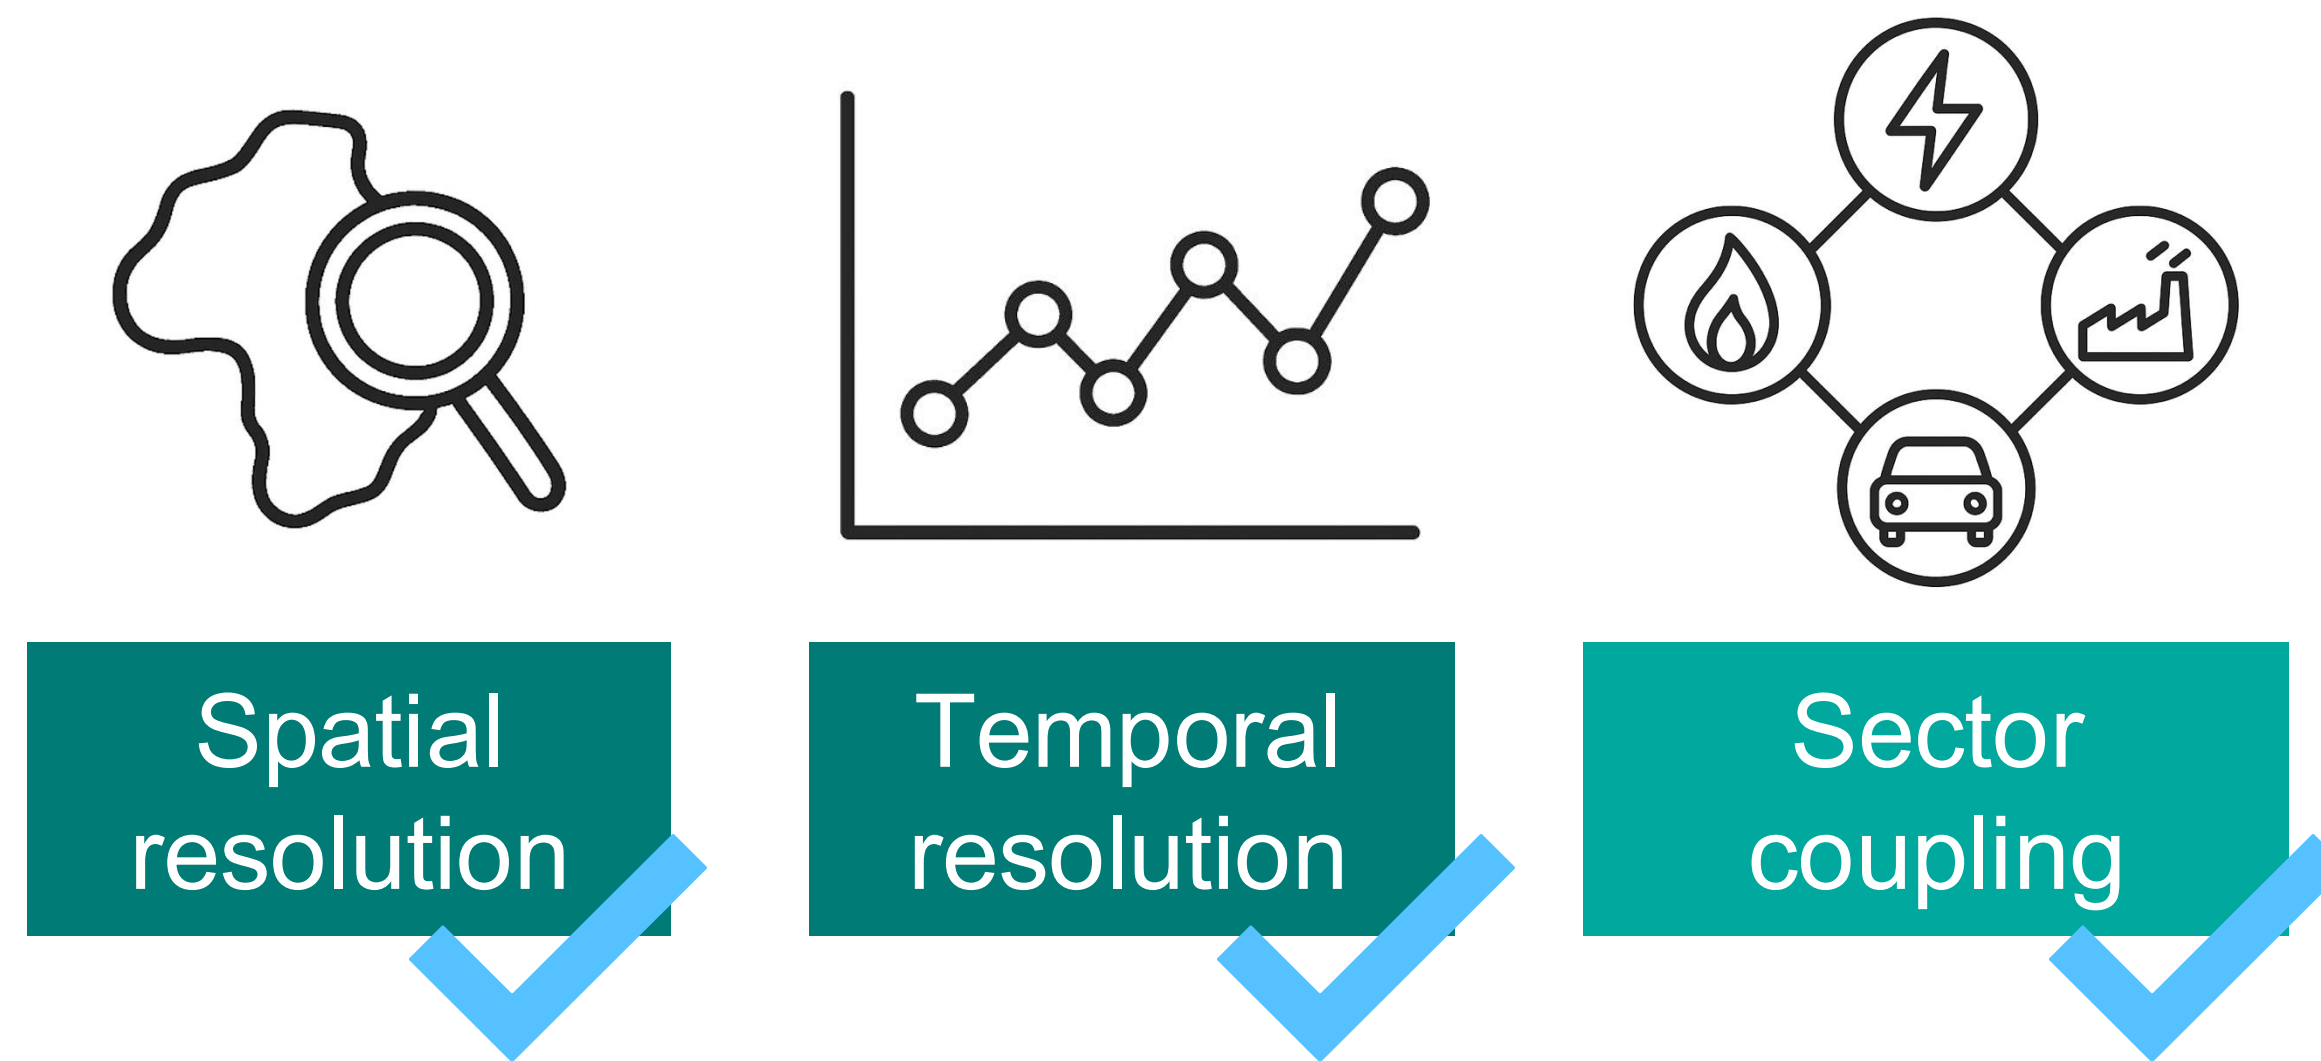 Spatial
resolution
Temporal
resolution
Sector
coupling